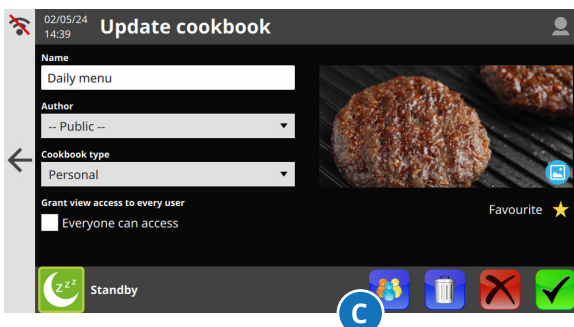 02/05/24
14:39
Update cookbook
Name
Daily menu
Author
-- Public --
Cookbook type
Personal
Grant view access to every user
Everyone can access
Favourite
zzz
Standby
C